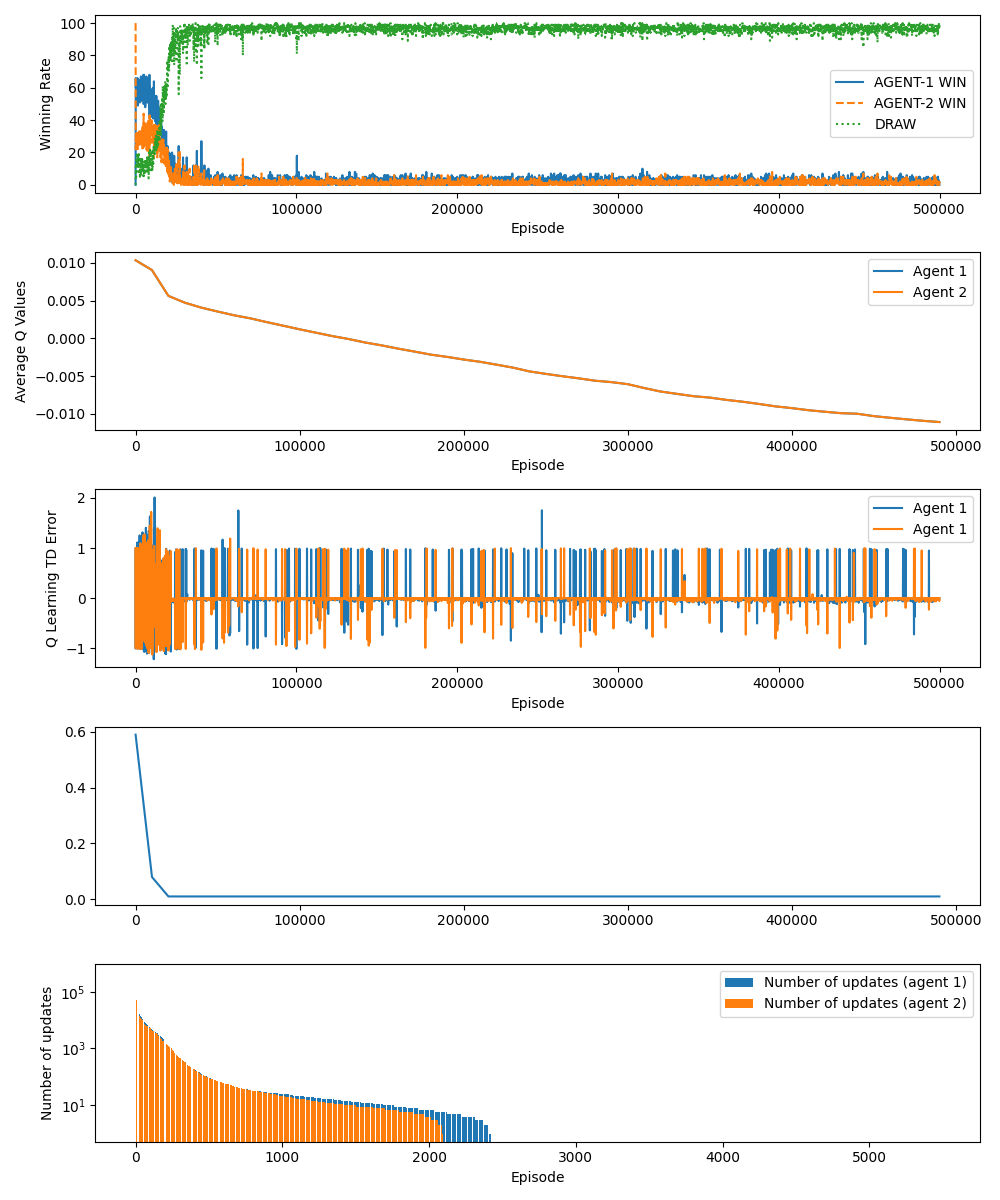 100
80
60
40
20
0
Winning Rate
AGENT-1 WIN
AGENT-2 WIN
DRAW
0 100000 200000 300000 400000 500000
Episode
0.010
0.005
0.000
−0.005
−0.010
Average Q Values
Agent 1
Agent 2
0 100000 200000 300000 400000 500000
Episode
2
1
0
−1
Q Learning TD Error
Agent 1
Agent 1
0 100000 200000 300000 400000 500000
Episode
0.6
0.4
0.2
0.0
0 100000 200000 300000 400000 500000
10^5
10^3
10^1
Number of updates
Number of updates (agent 1)
Number of updates (agent 2)
0 1000 2000 3000 4000 5000
Episode